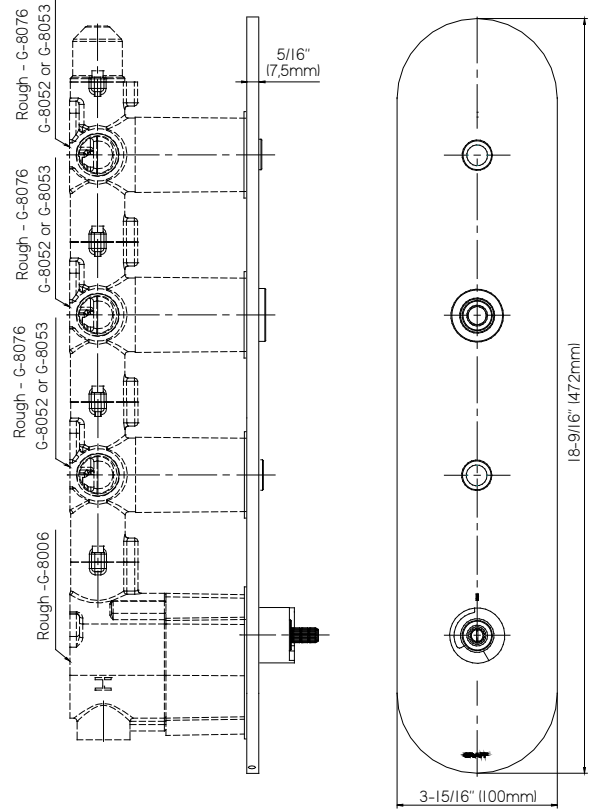 Rough - G-8076
G-8052 or G-8053
5/16"
(7,5mm)
Rough - G-8076
G-8052 or G-8053
Rough - G-8076
G-8052 or G-8053
Rough -G-8006
H
18-9/16" (472mm)
3-15/16" (100mm)